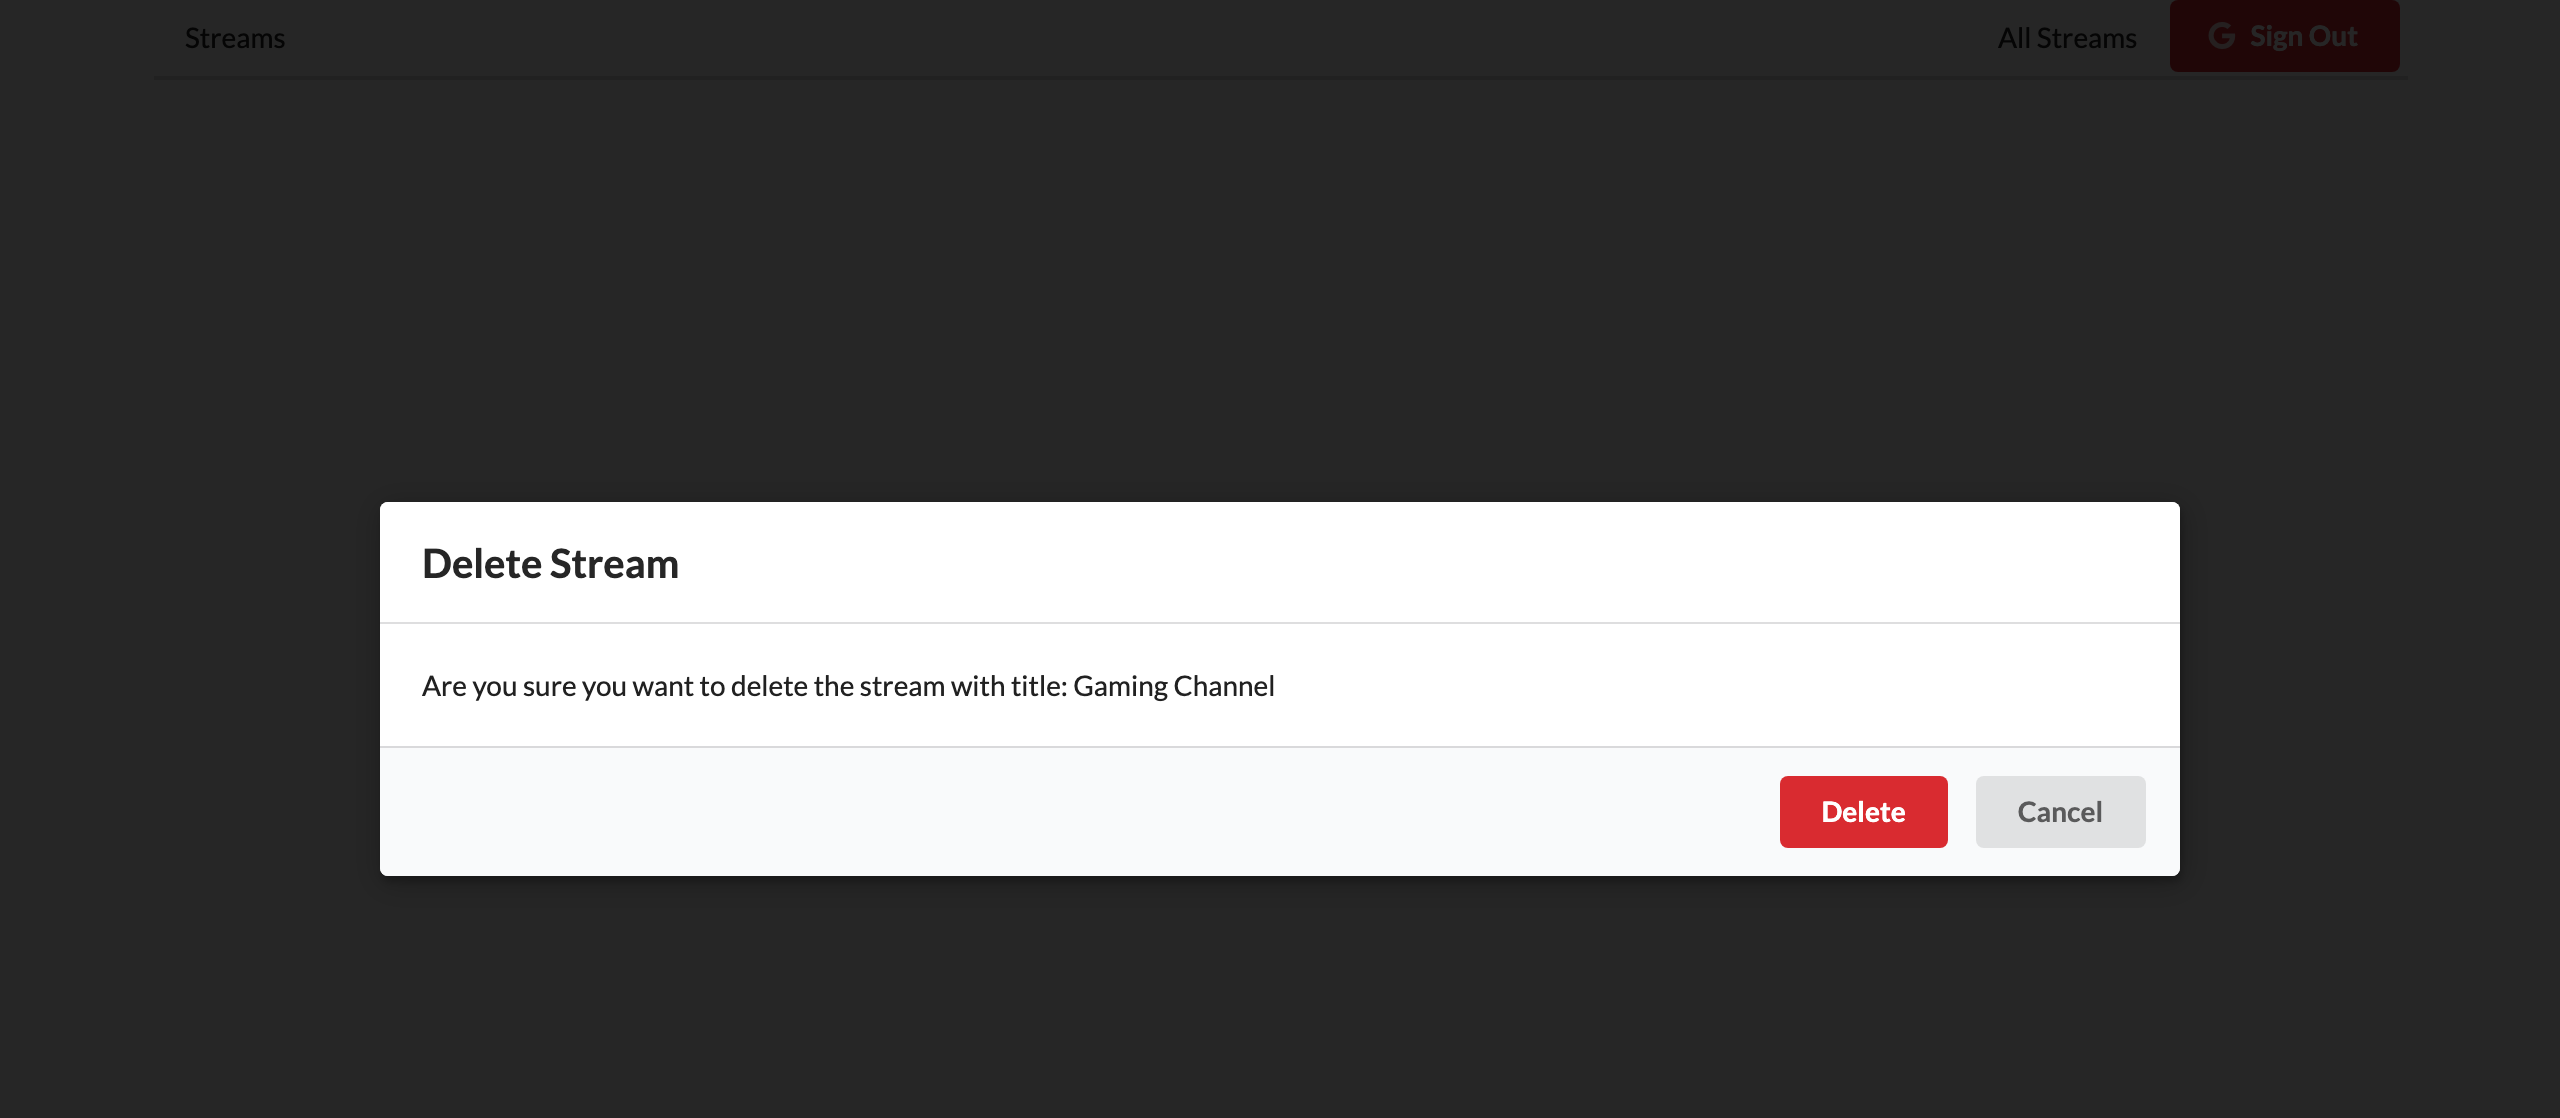 Streams
All Streams
Sign Out
Delete Stream
Are you sure you want to delete the stream with title: Gaming Channel
Delete
Cancel